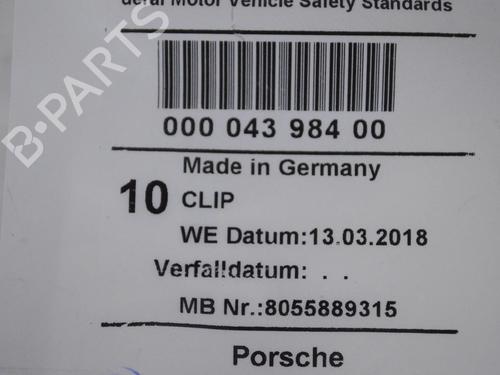 deral Motor Vehicle Safety Standards
000 043 984 00
Made in Germany
10 CLIP
WE Datum:13.03.2018
Verfalldatum: . .
MB Nr.:8055889315
Porsche
B-PARTS